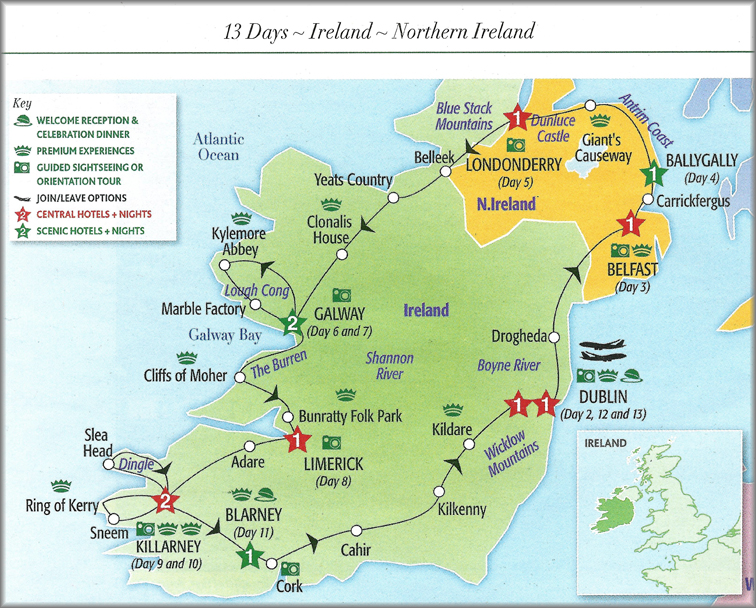 13 Days ~ Ireland ~ Northern Ireland
Key
WELCOME RECEPTION &
CELEBRATION DINNER
PREMIUM EXPERIENCES
GUIDED SIGHTSEEING OR
ORIENTATION TOUR
JOIN/LEAVE OPTIONS
2 CENTRAL HOTELS + NIGHTS
2 SCENIC HOTELS + NIGHTS
Atlantic
Ocean
Blue Stack
Mountains
1
Dunluce
Castle
Antrim Coast
Giant's
Causeway
Belleek
LONDONDERRY
(Day 5)
1
BALLYGALLY
(Day 4)
Yeats Country
Carrickfergus
N.Ireland
1
Clonalis
House
Kylemore
Abbey
BELFAST
(Day 3)
Lough Cong
Marble Factory
2
GALWAY
(Day 6 and 7)
Ireland
Galway Bay
Drogheda
The Burren
Shannon
River
Boyne River
Cliffs of Moher
DUBLIN
(Day 2, 12 and 13)
1
1
Bunratty Folk Park
Kildare
1
Wicklow
Mountains
IRELAND
Slea
Head
Dingle
Adare
LIMERICK
(Day 8)
Ring of Kerry
2
Kilkenny
Sneem
BLARNEY
(Day 11)
KILLARNEY
(Day 9 and 10)
1
Cahir
Cork